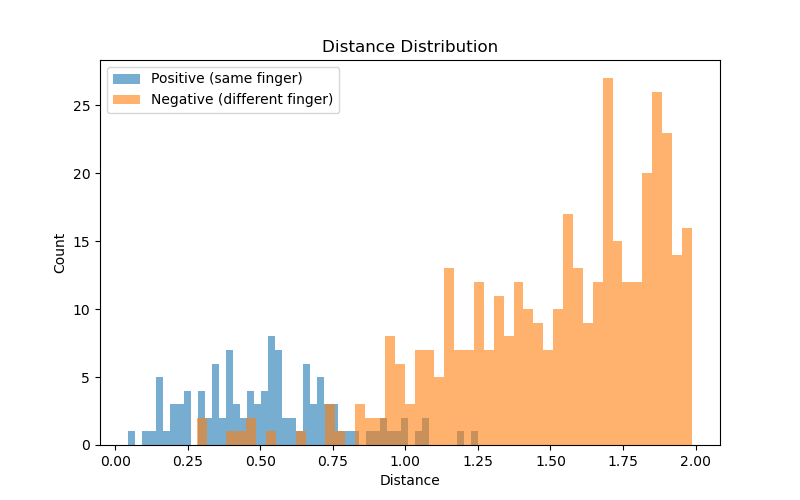 Distance Distribution
Positive (same finger)
Negative (different finger)
25
20
15
10
5
0
Count
0.00 0.25 0.50 0.75 1.00 1.25 1.50 1.75 2.00
Distance